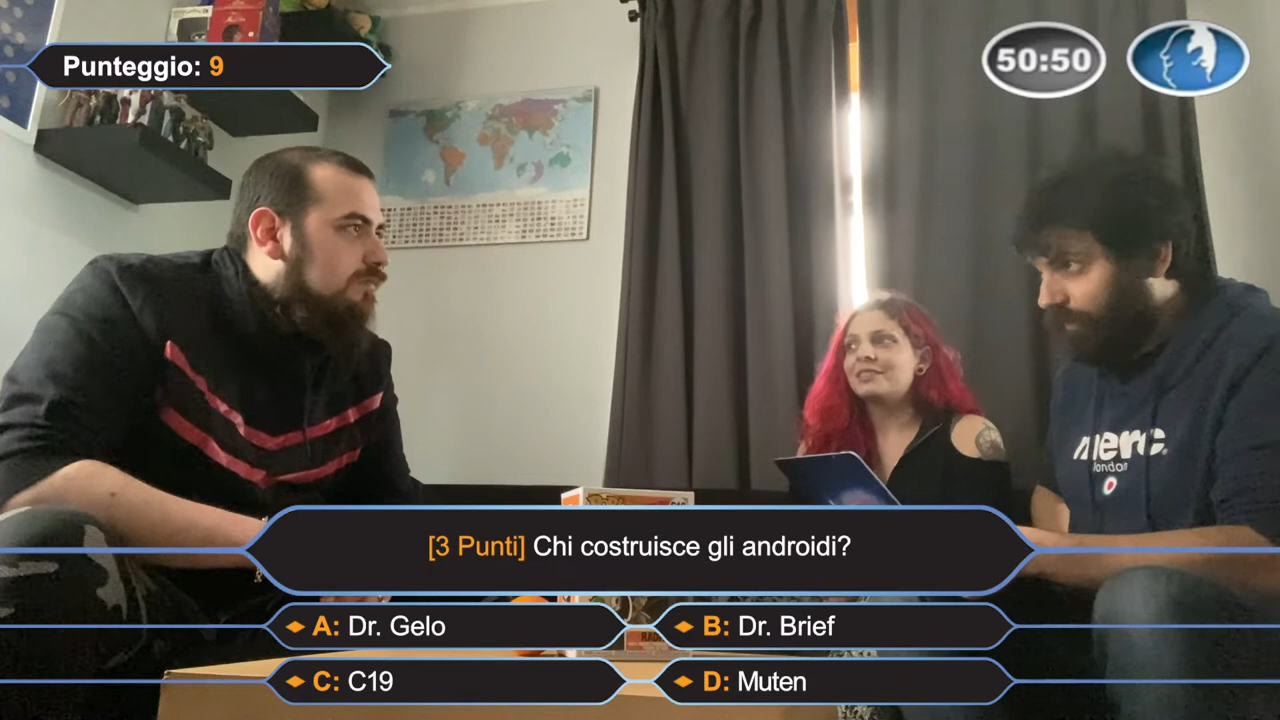 Punteggio: 9
50:50
merc.
london
[3 Punti] Chi costruisce gli androidi?
A: Dr. Gelo
B: Dr. Brief
C: C19
D: Muten